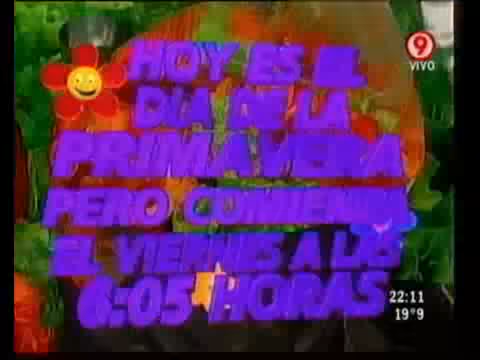 HOY ES EL
DIA DE LA
PRIMAVERA
PERO COMIENZA
EL VIERNES A LAS
6:05 HORAS
9
VIVO
22:11
19°9